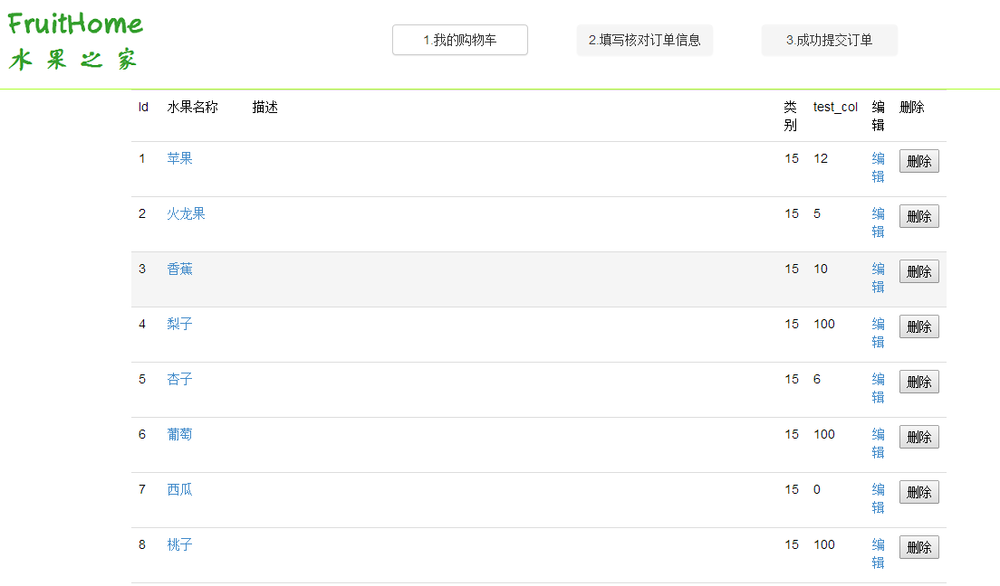 FruitHome
水果之家
1.我的购物车 2.填写核对订单信息 3.成功提交订单
Id 水果名称 描述 类别 test_col 编辑 删除
1 苹果 15 12 编辑 删除
2 火龙果 15 5 编辑 删除
3 香蕉 15 10 编辑 删除
4 梨子 15 100 编辑 删除
5 杏子 15 6 编辑 删除
6 葡萄 15 100 编辑 删除
7 西瓜 15 0 编辑 删除
8 桃子 15 100 编辑 删除